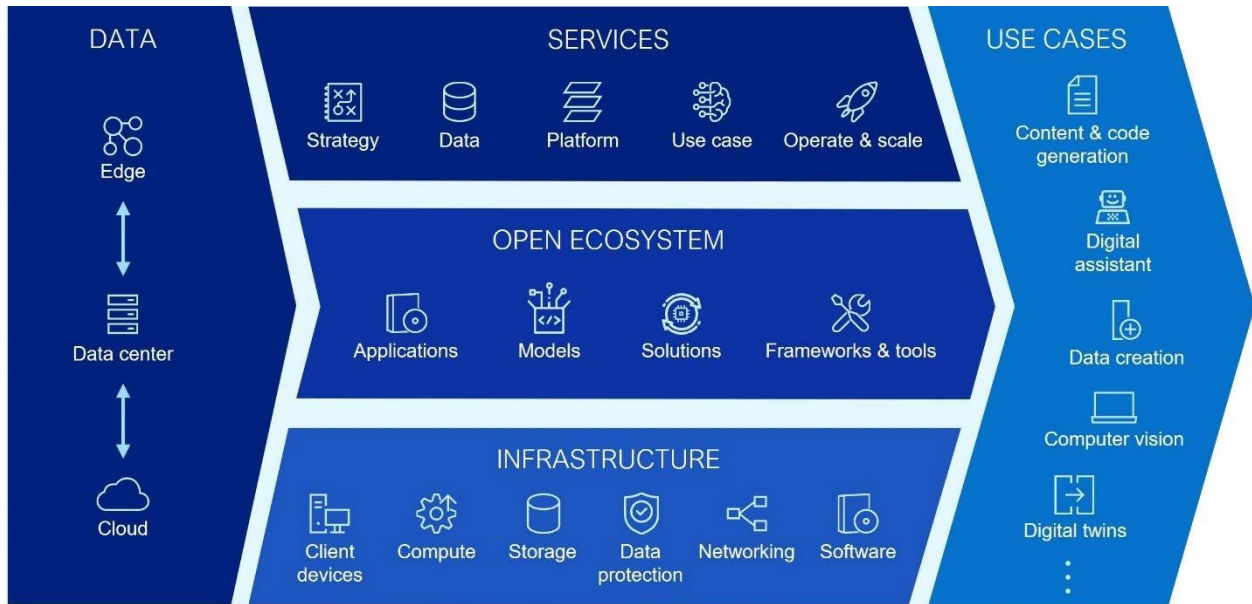 DATA
Edge
Data center
Cloud
SERVICES
Strategy
Data
Platform
Use case
Operate & scale
OPEN ECOSYSTEM
Applications
Models
Solutions
Frameworks & tools
INFRASTRUCTURE
Client
devices
Compute
Storage
Data
protection
Networking
Software
USE CASES
Content & code
generation
Digital
assistant
Data creation
Computer vision
Digital twins